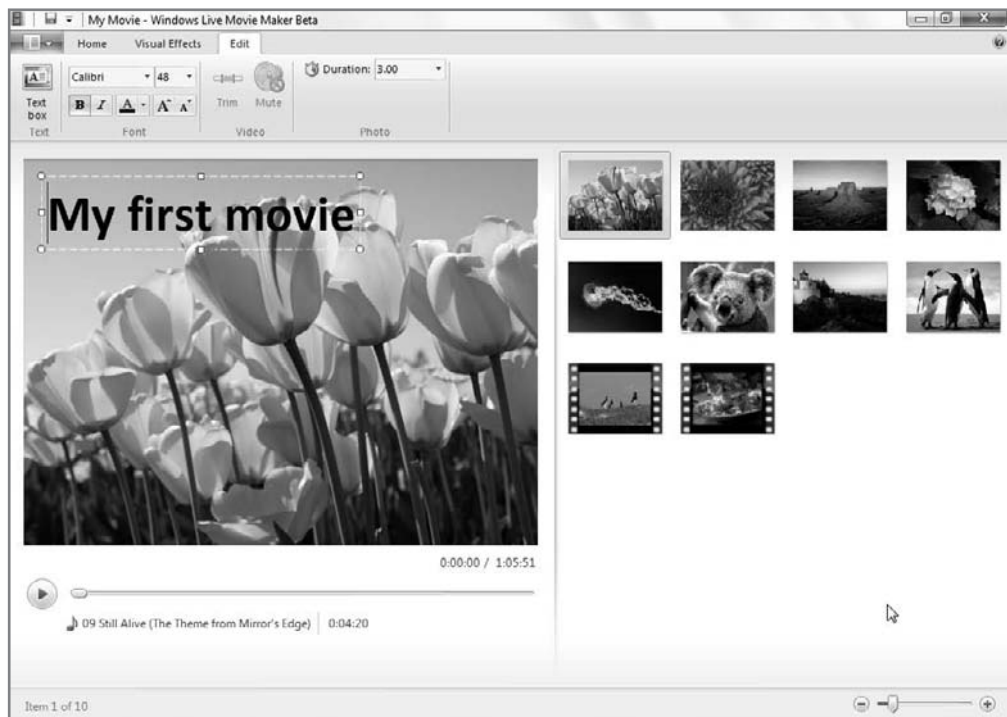 My Movie - Windows Live Movie Maker Beta
Home Visual Effects Edit
Calibri 48
Duration: 3.00
Text
box
B I A A A
Trim Mute
Text Font Video Photo
My first movie
0:00:00 / 1:05:51
09 Still Alive (The Theme from Mirror's Edge) 0:04:20
Item 1 of 10